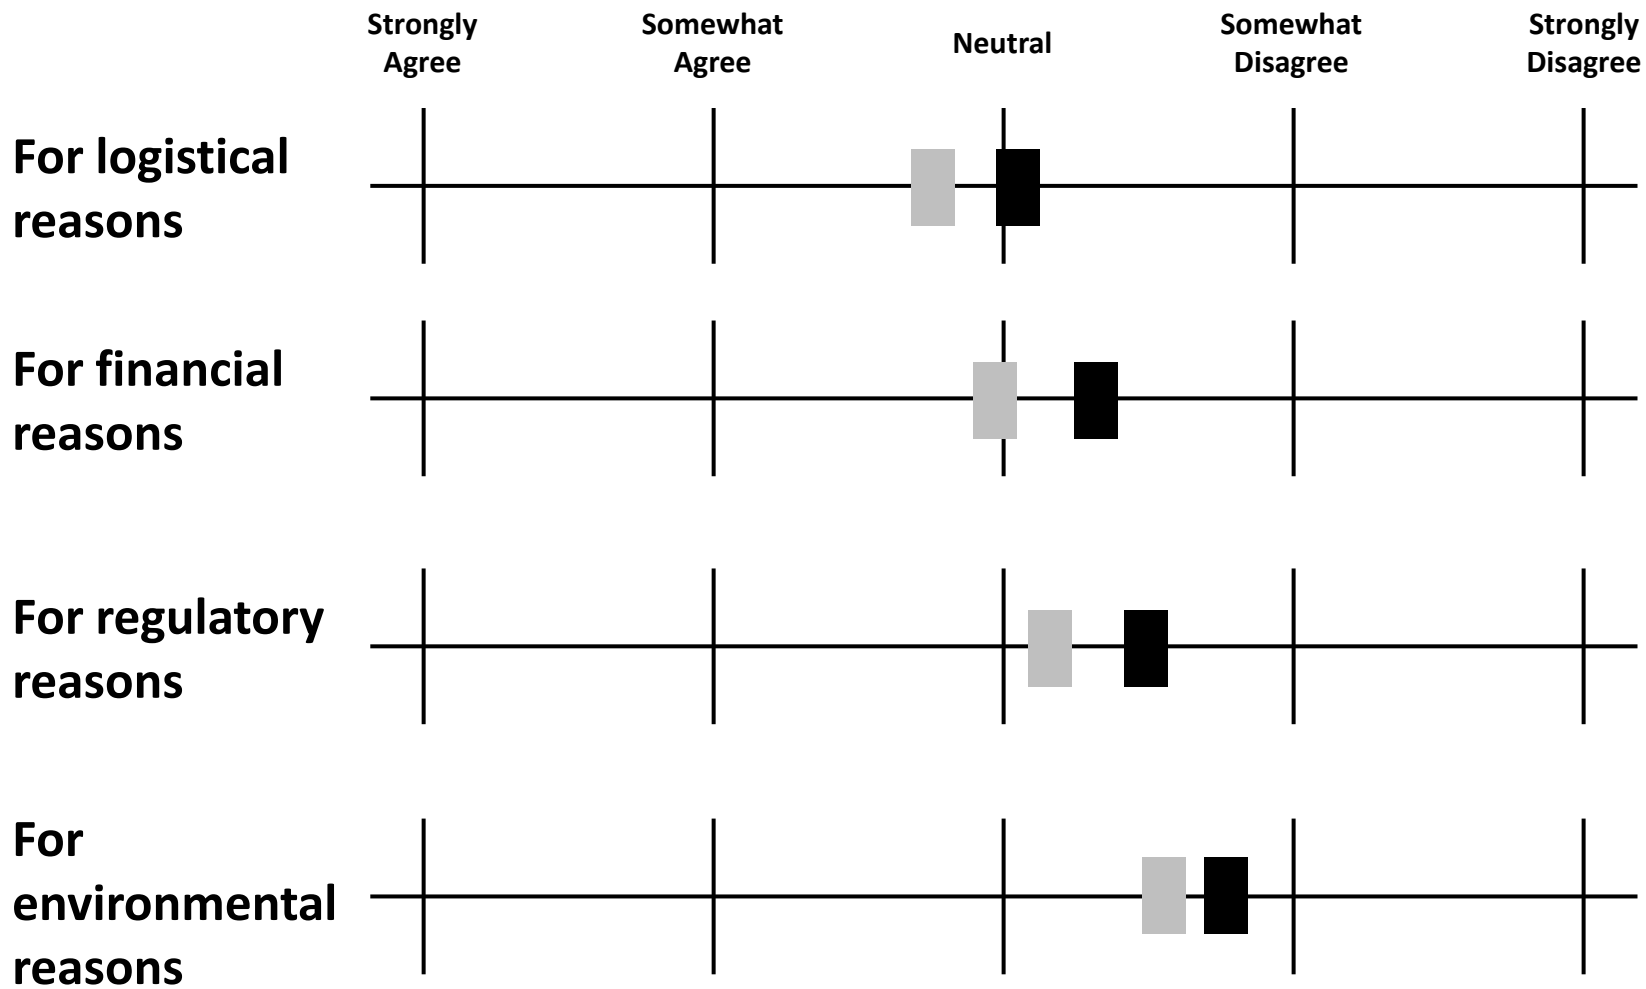 Strongly
Agree
Somewhat
Agree
Neutral
Somewhat
Disagree
Strongly
Disagree
For logistical
reasons
For financial
reasons
For regulatory
reasons
For
environmental
reasons